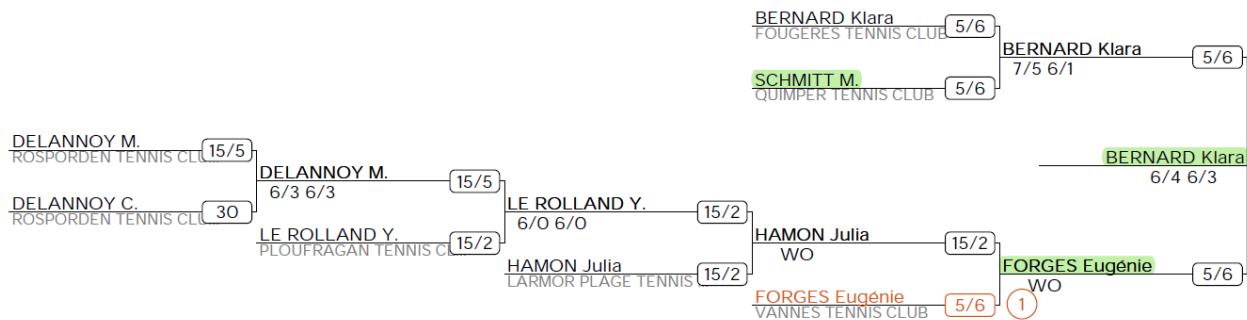 BERNARD Klara
FOUGERES TENNIS CLUB
5/6
BERNARD Klara
7/5 6/1
5/6
SCHMITT M.
QUIMPER TENNIS CLUB
5/6
DELANNOY M.
ROSPORDEN TENNIS CLU...
15/5
DELANNOY M.
6/3 6/3
15/5
BERNARD Klara
6/4 6/3
DELANNOY C.
ROSPORDEN TENNIS CLU...
30
LE ROLLAND Y.
6/0 6/0
15/2
LE ROLLAND Y.
PLOUFRAGAN TENNIS
15/2
HAMON Julia
WO
15/2
HAMON Julia
LARMOR PLAGE TENNIS
15/2
FORGES Eugénie
WO
5/6
FORGES Eugénie
VANNES TENNIS CLUB
5/6
1